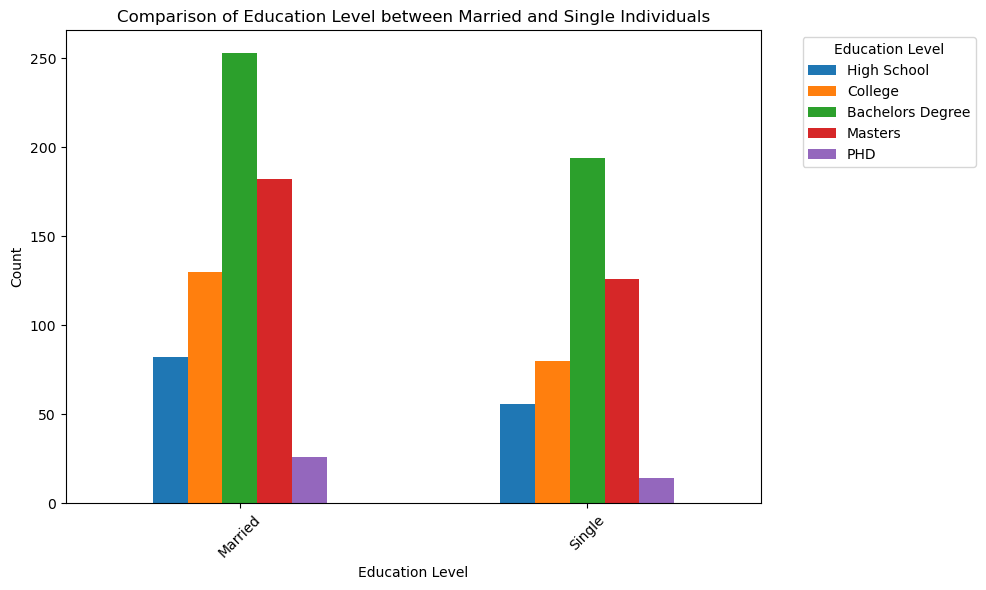 Comparison of Education Level between Married and Single Individuals
Education Level
High School
College
Bachelors Degree
Masters
PHD
Count
250
200
150
100
50
0
Married
Single
Education Level